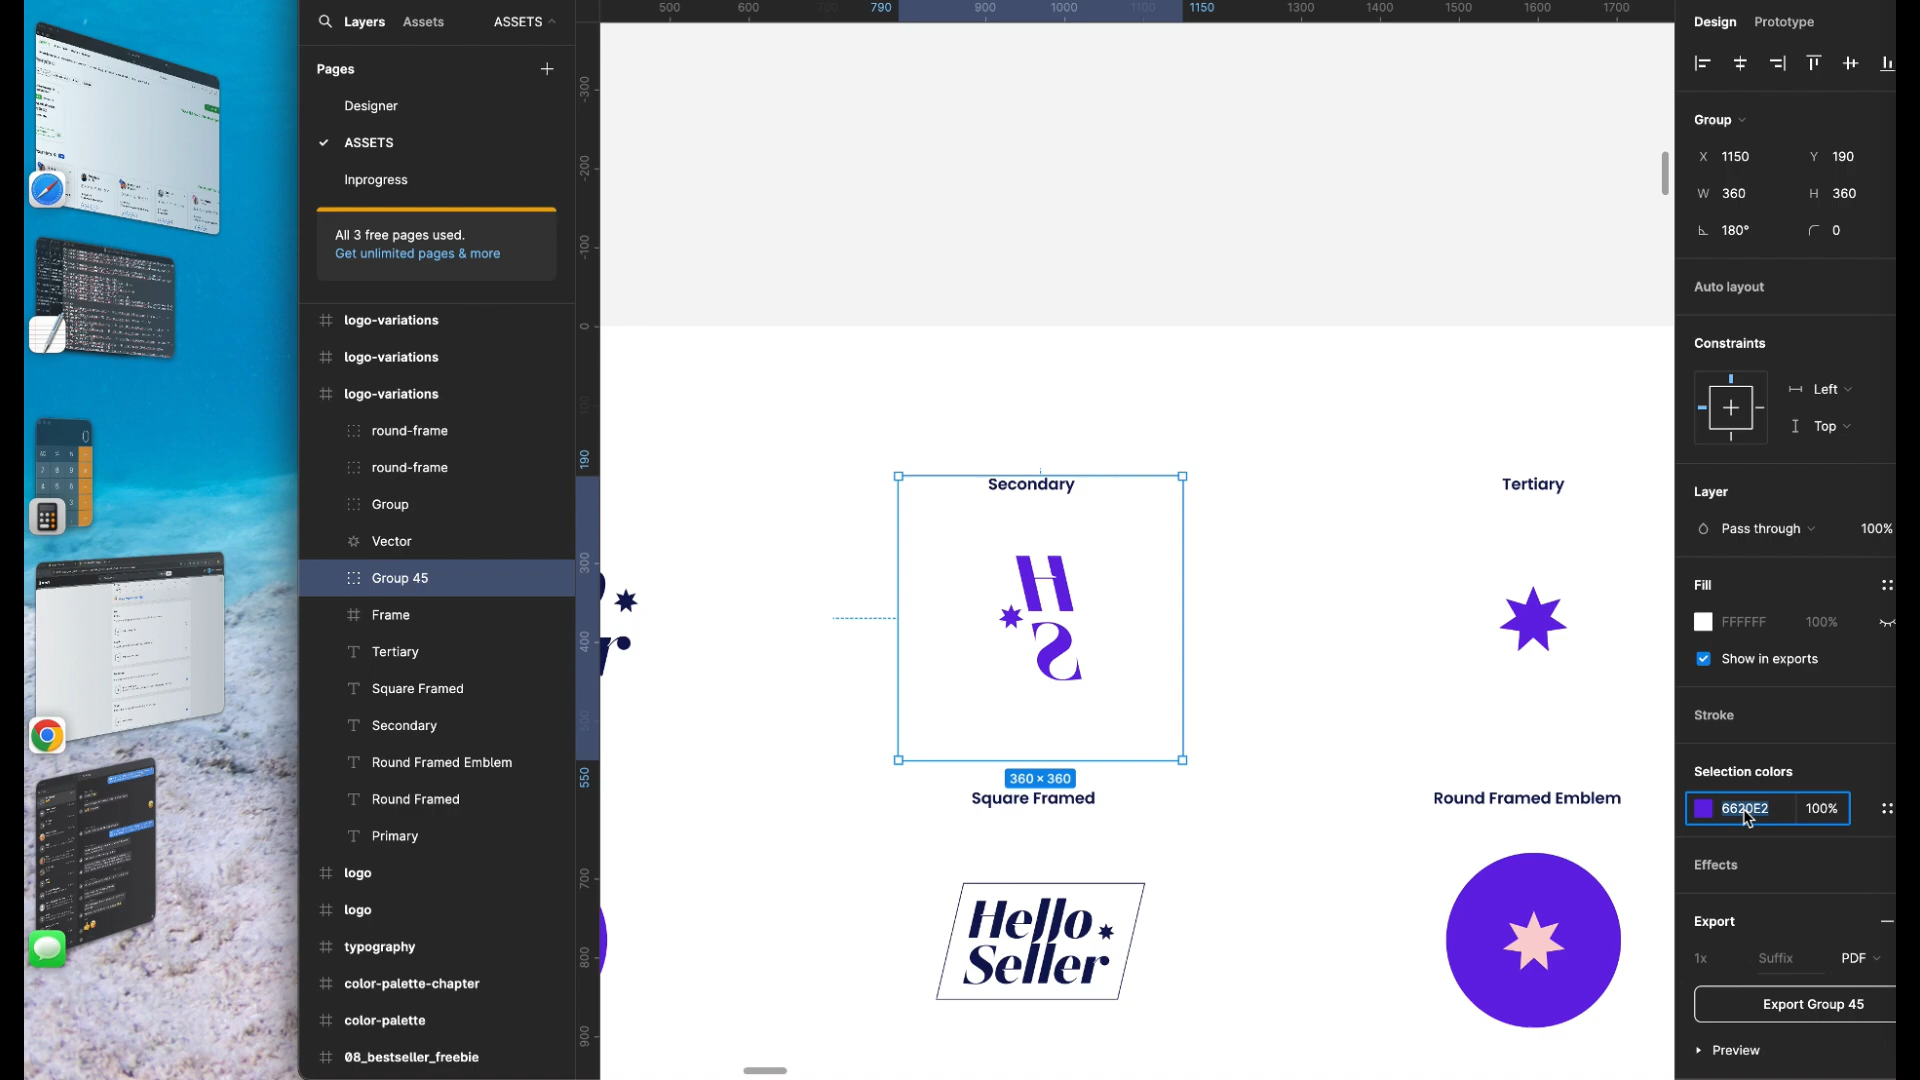 Layers
Assets
ASSETS
Pages
Designer
ASSETS
Inprogress
All 3 free pages used.
Get unlimited pages & more
logo-variations
logo-variations
logo-variations
round-frame
round-frame
Group
Vector
Group 45
Frame
Tertiary
Square Framed
Secondary
Round Framed Emblem
Round Framed
Primary
logo
logo
typography
color-palette-chapter
color-palette
08_bestseller_freebie
500
600
790
900
1000
1150
1300
1400
1500
1600
1700
-300
-200
-100
0
100
190
300
400
500
550
700
800
900
Secondary
Tertiary
H
S
360 × 360
Square Framed
Round Framed Emblem
Hello
Seller
r
Design
Prototype
Group
X 1150
Y 190
W 360
H 360
180°
0
Auto layout
Constraints
Left
Top
Layer
Pass through
100%
Fill
FFFFFF
100%
Show in exports
Stroke
Selection colors
6620E2
100%
Effects
Export
1x
Suffix
PDF
Export Group 45
Preview